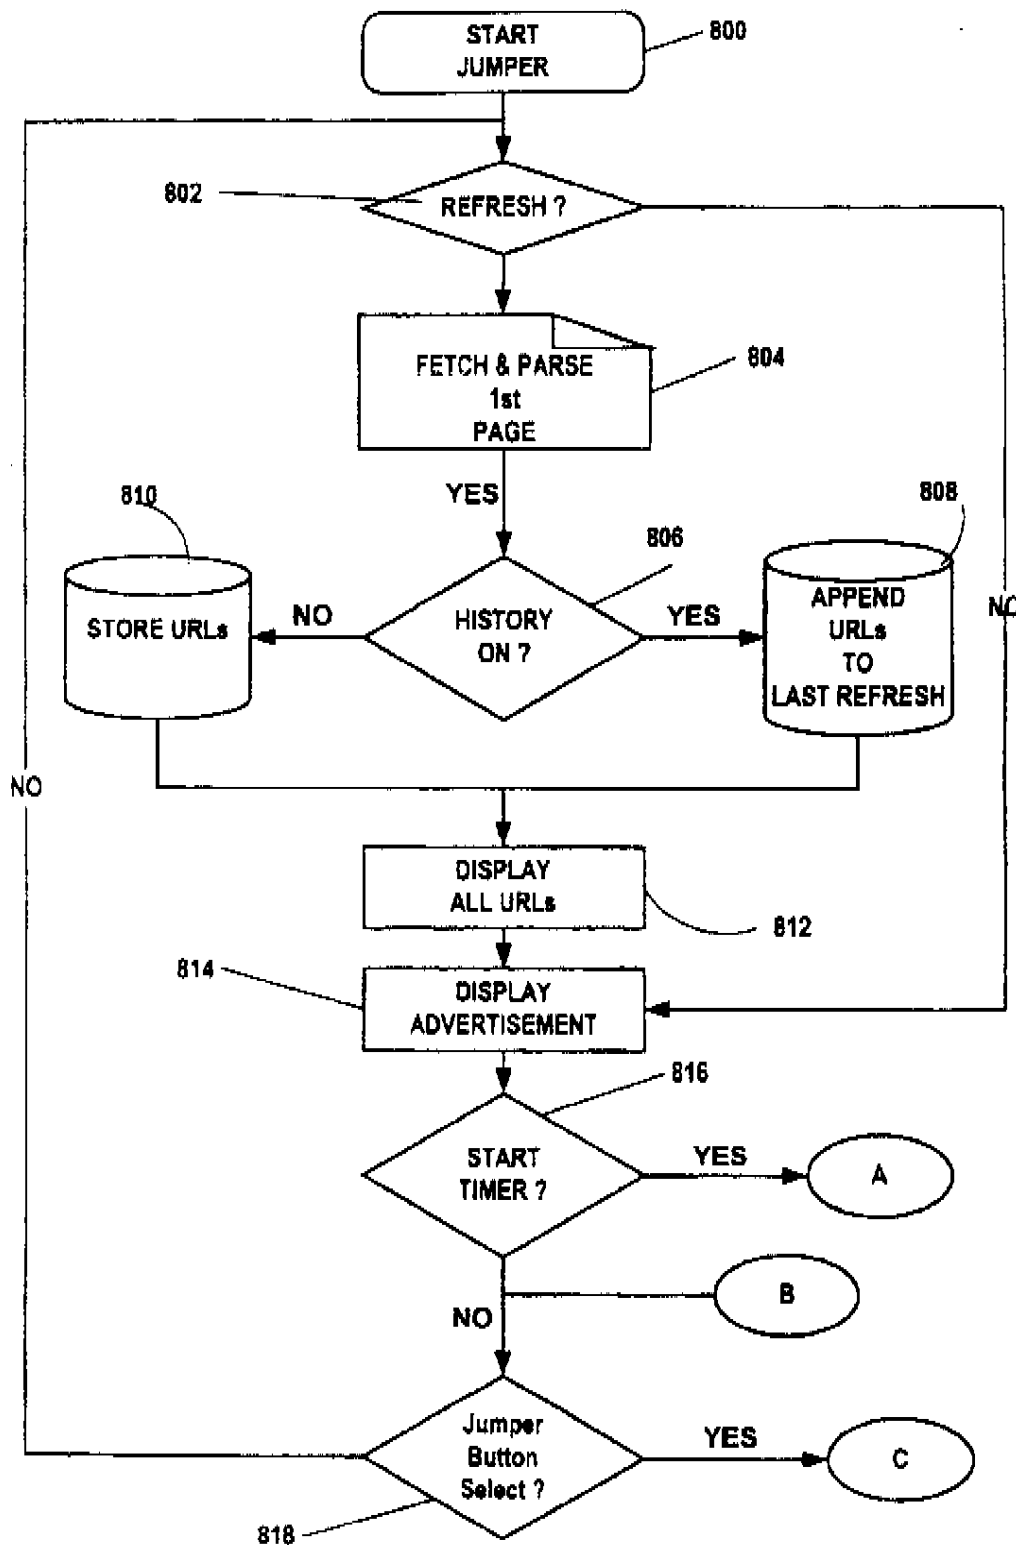 START
JUMPER
800
802
REFRESH ?
FETCH & PARSE
1st
PAGE
804
YES
810
STORE URLs
NO
806
HISTORY
ON ?
YES
808
APPEND
URLs
TO
LAST REFRESH
NO
NO
DISPLAY
ALL URLs
812
814
DISPLAY
ADVERTISEMENT
816
START
TIMER ?
YES
A
B
NO
Jumper
Button
Select ?
YES
C
818